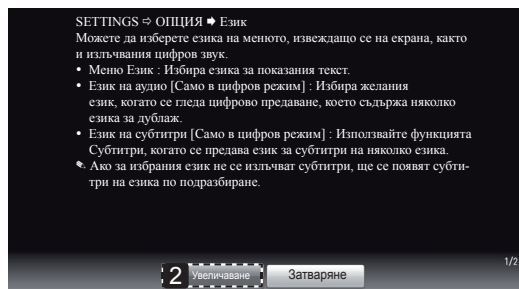 SETTINGS ⇨ ОПЦИЯ ➡ Език
Можете да изберете езика на менюто, извеждащо се на екрана, както
и излъчвания цифров звук.
• Меню Език : Избира езика за показания текст.
• Език на аудио [Само в цифров режим] : Избира желания
език, когато се гледа цифрово предаване, което съдържа няколко
езика за дублаж.
• Език на субтитри [Само в цифров режим] : Използвайте функцията
Субтитри, когато се предава език за субтитри на няколко езика.
✎ Ако за избрания език не се излъчват субтитри, ще се появят субти-
три на езика по подразбиране.
1/2
2 Увеличаване Затваряне